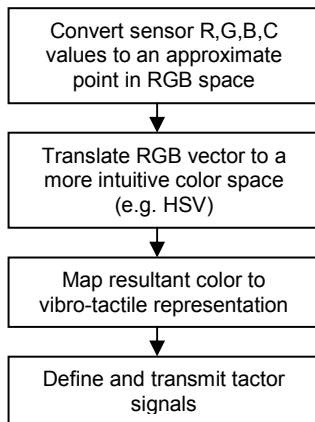 Convert sensor R,G,B,C
values to an approximate
point in RGB space
Translate RGB vector to a
more intuitive color space
(e.g. HSV)
Map resultant color to
vibro-tactile representation
Define and transmit tactor
signals